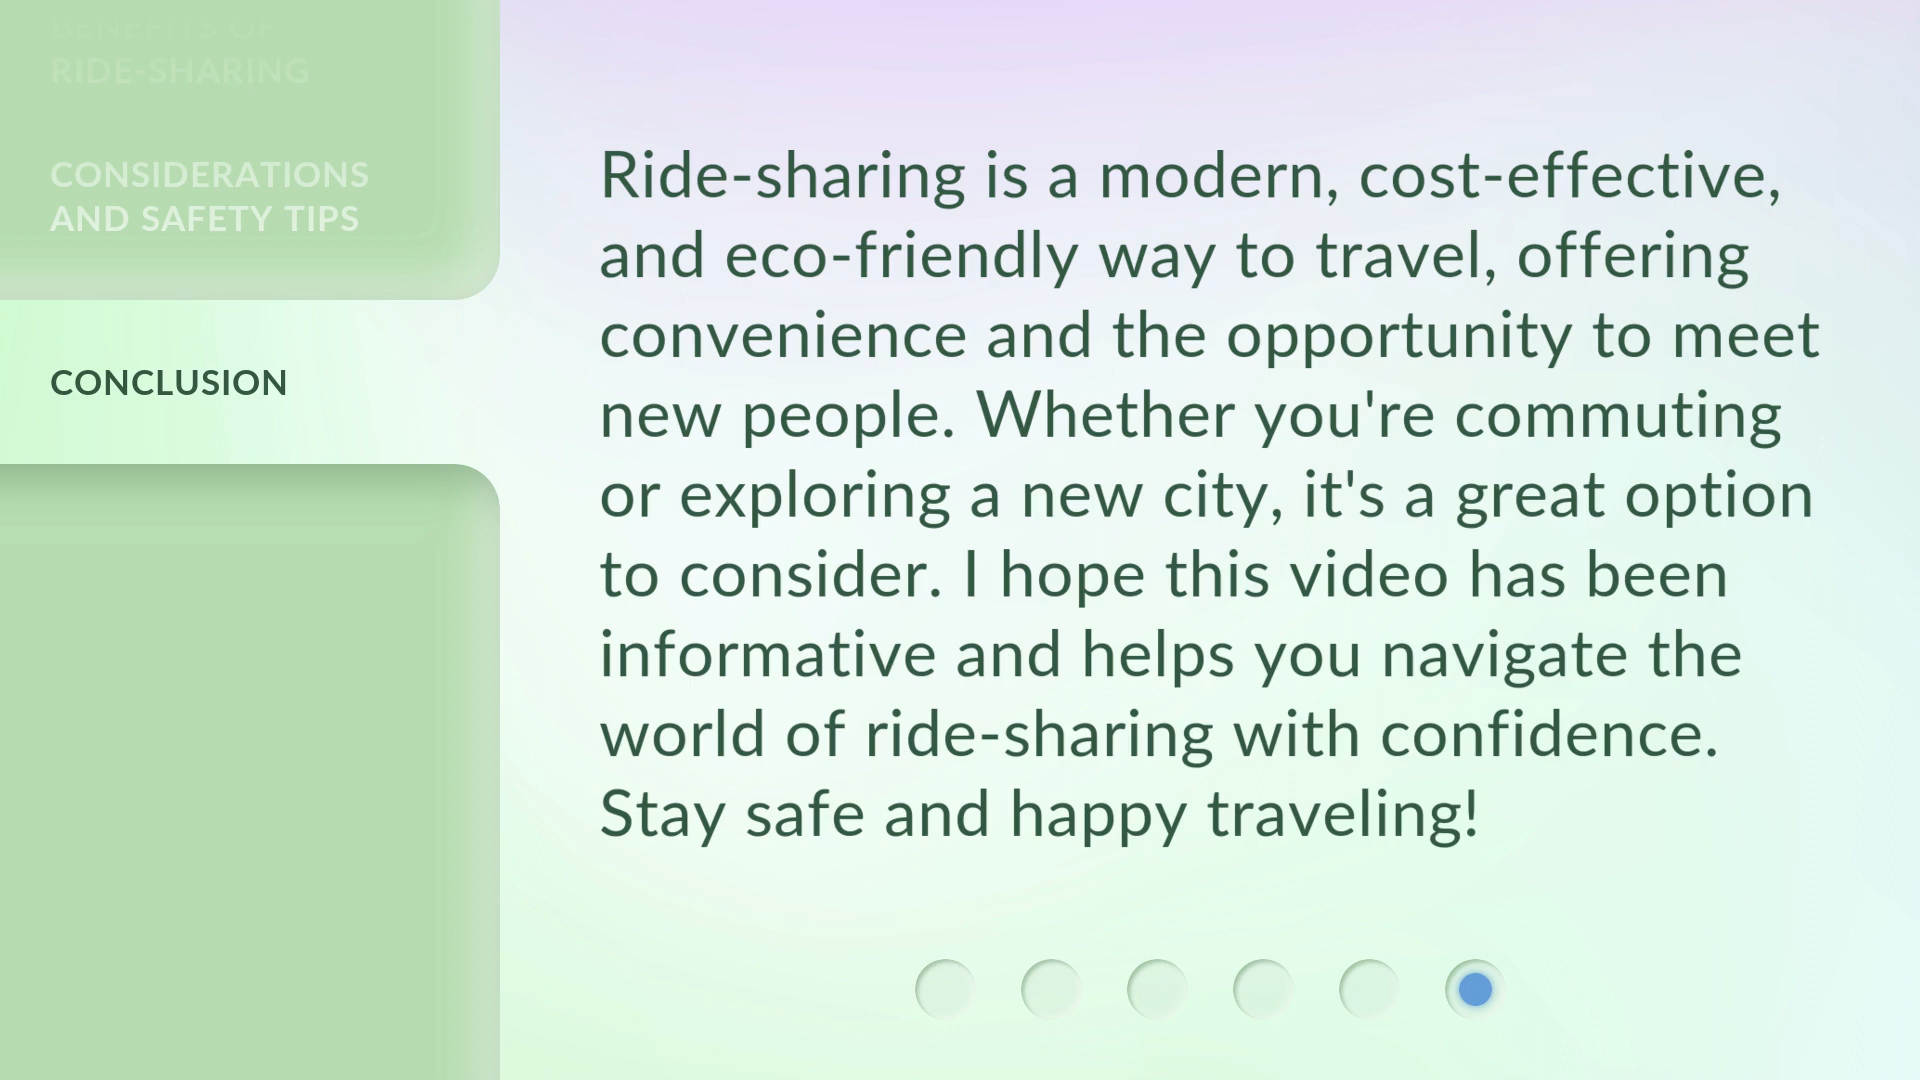 BENEFITS OF
RIDE-SHARING
CONSIDERATIONS
AND SAFETY TIPS
CONCLUSION
Ride-sharing is a modern, cost-effective,
and eco-friendly way to travel, offering
convenience and the opportunity to meet
new people. Whether you're commuting
or exploring a new city, it's a great option
to consider. I hope this video has been
informative and helps you navigate the
world of ride-sharing with confidence.
Stay safe and happy traveling!